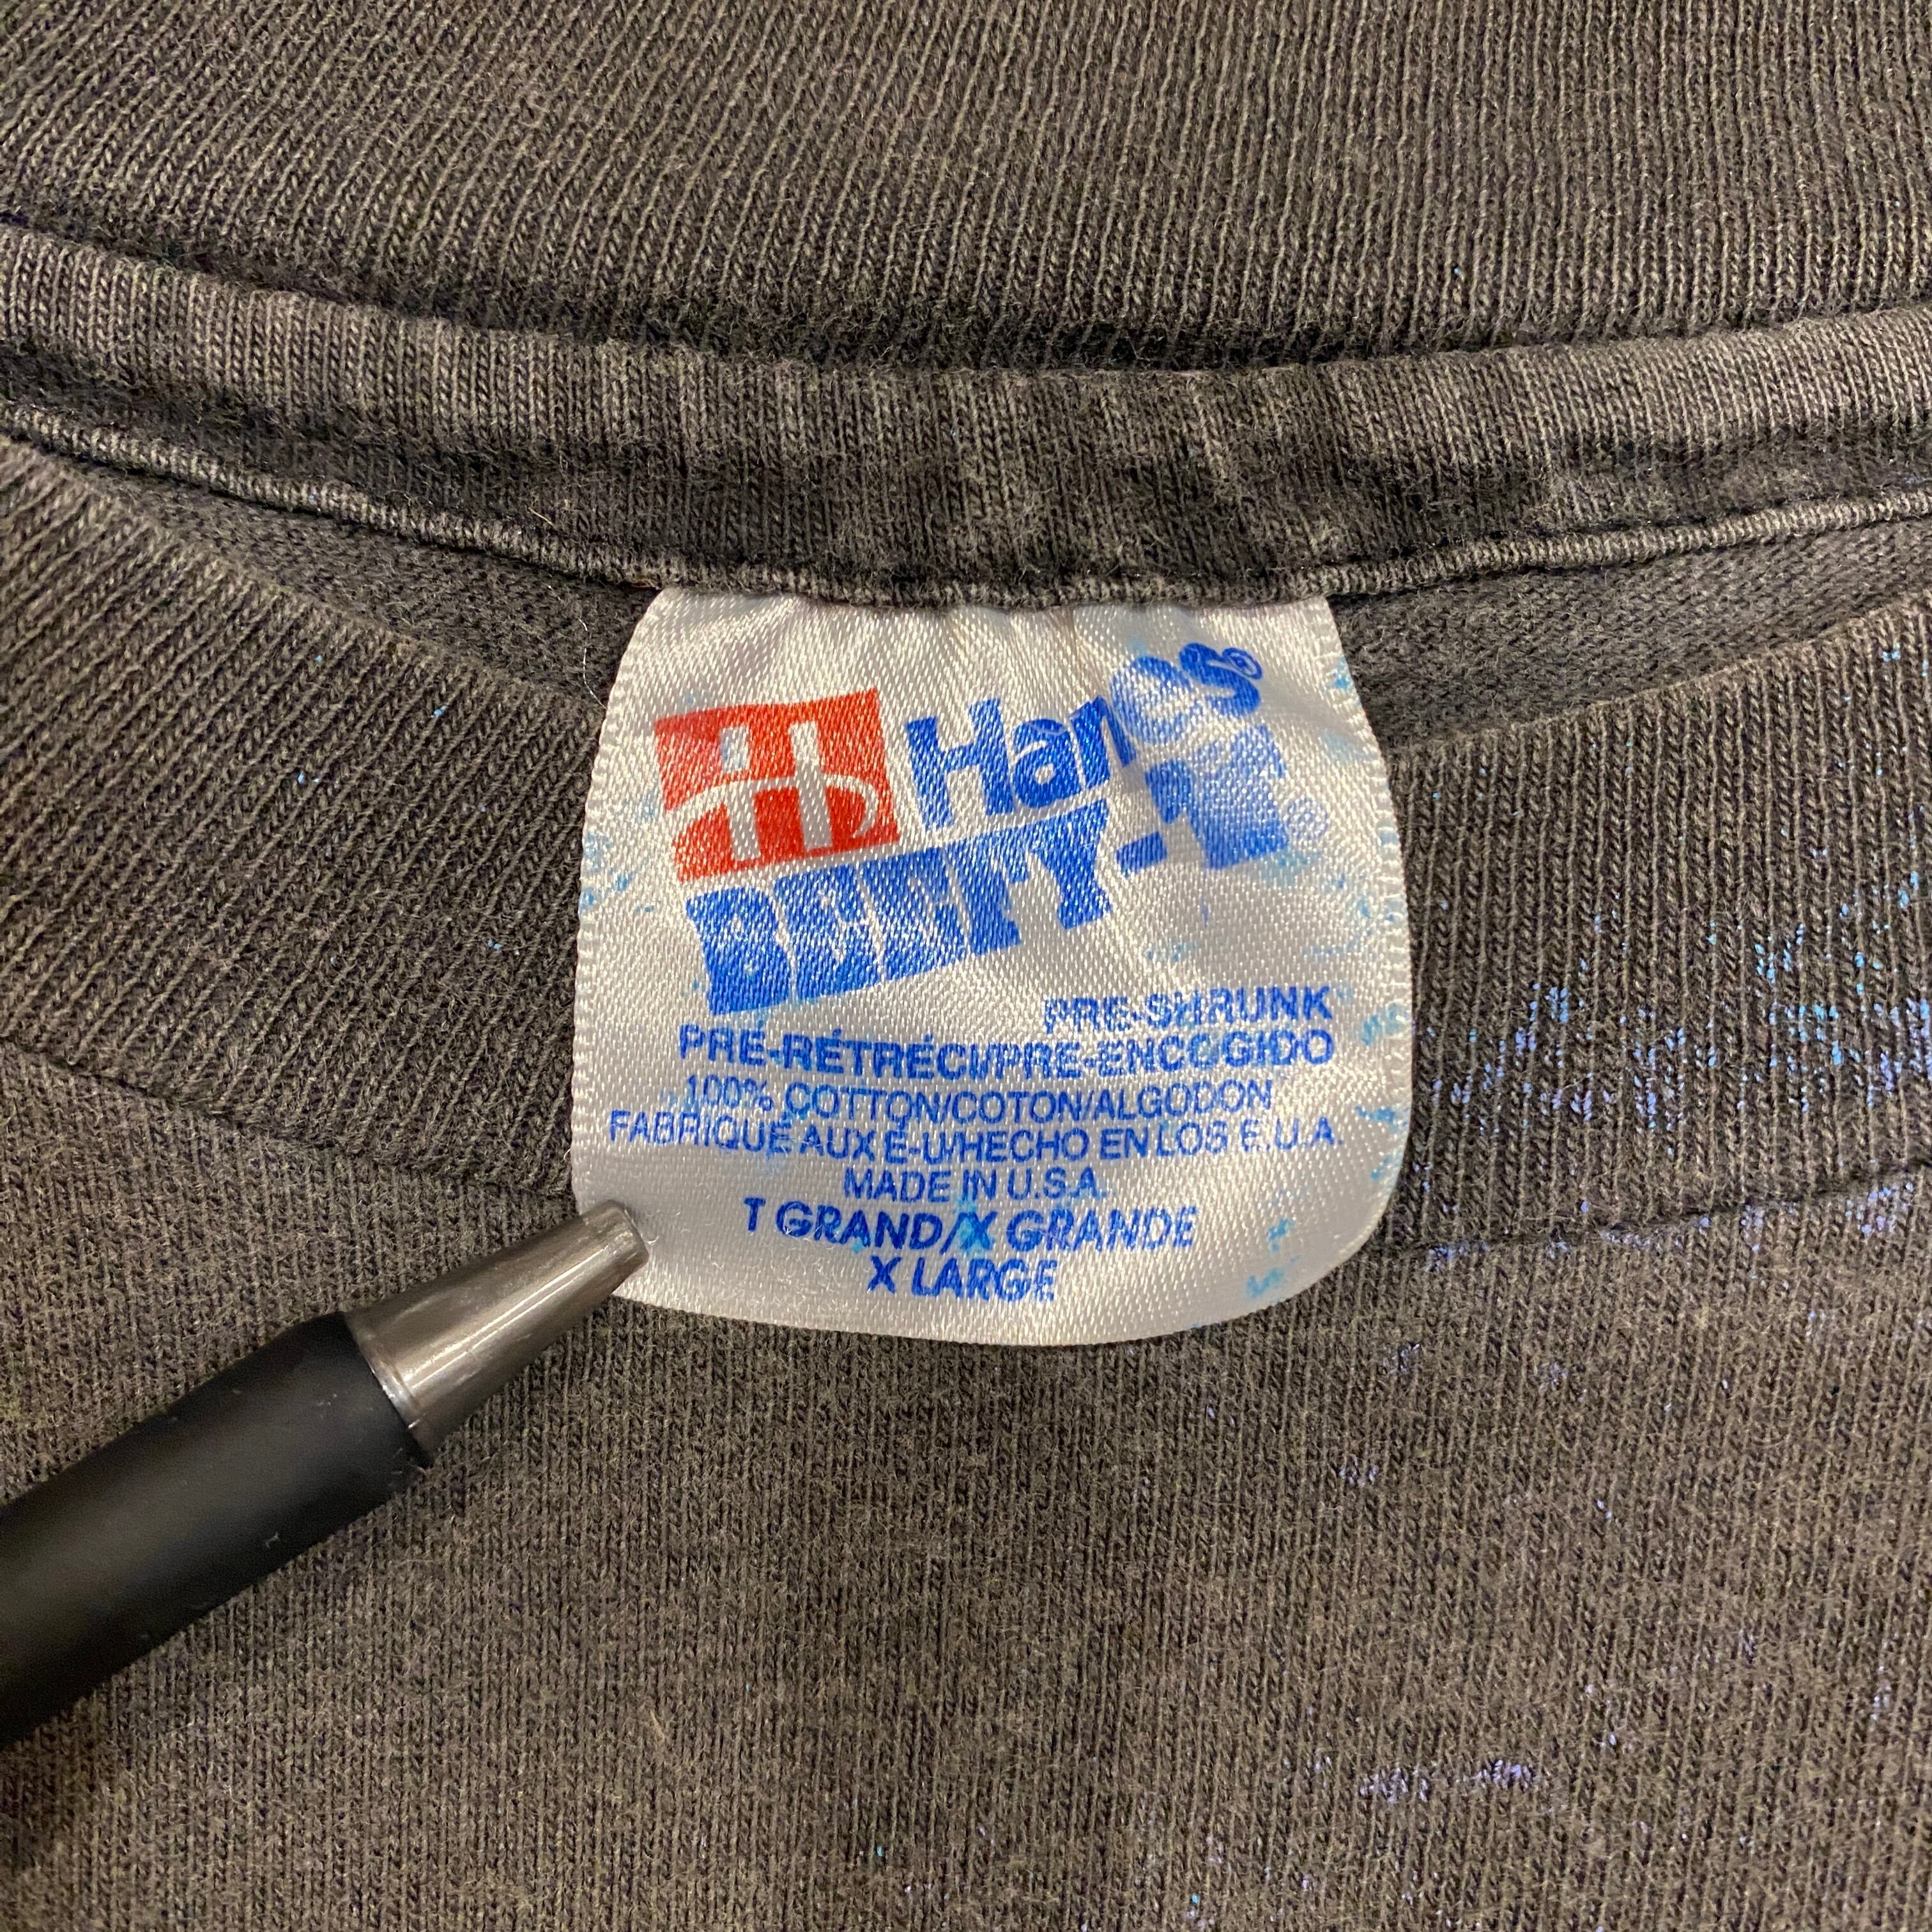 Hanes®
BEEFY-T®
PRE-SHRUNK
PRÉ-RÉTRÉCI/PRE-ENCOGIDO
100% COTTON/COTON/ALGODON
FABRIQUÉ AUX É-U/HECHO EN LOS E.U.A
MADE IN U.S.A.
T GRAND/X GRANDE
X LARGE